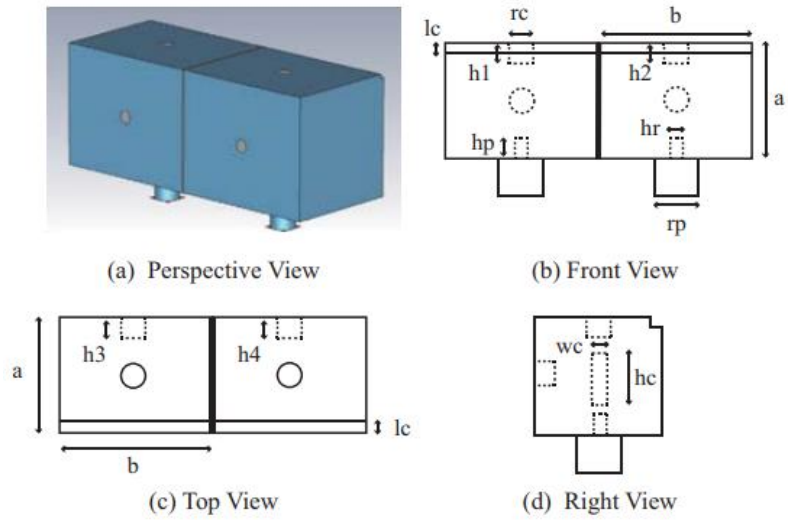 (a) Perspective View
rc
b
lc
h1
h2
a
hp
hr
rp
(b) Front View
a
h3
h4
lc
b
(c) Top View
wc
hc
(d) Right View